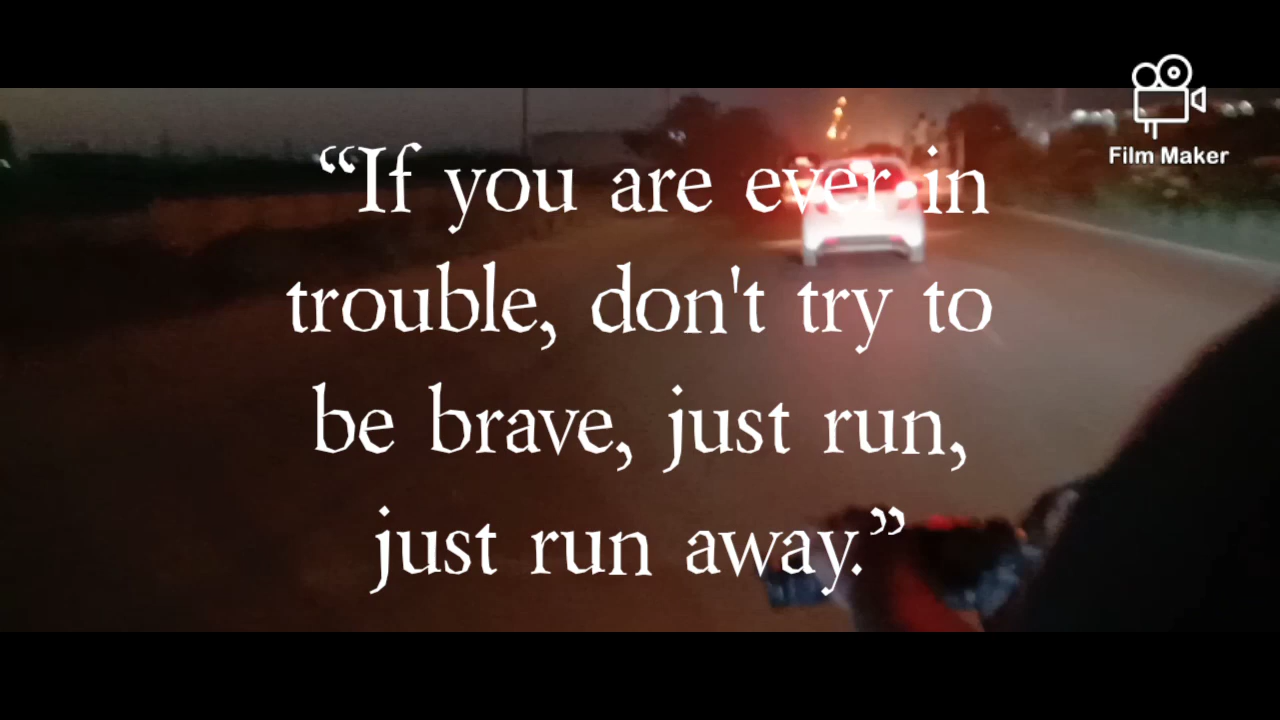 Film Maker
“If you are ever in
trouble, don't try to
be brave, just run,
just run away.”